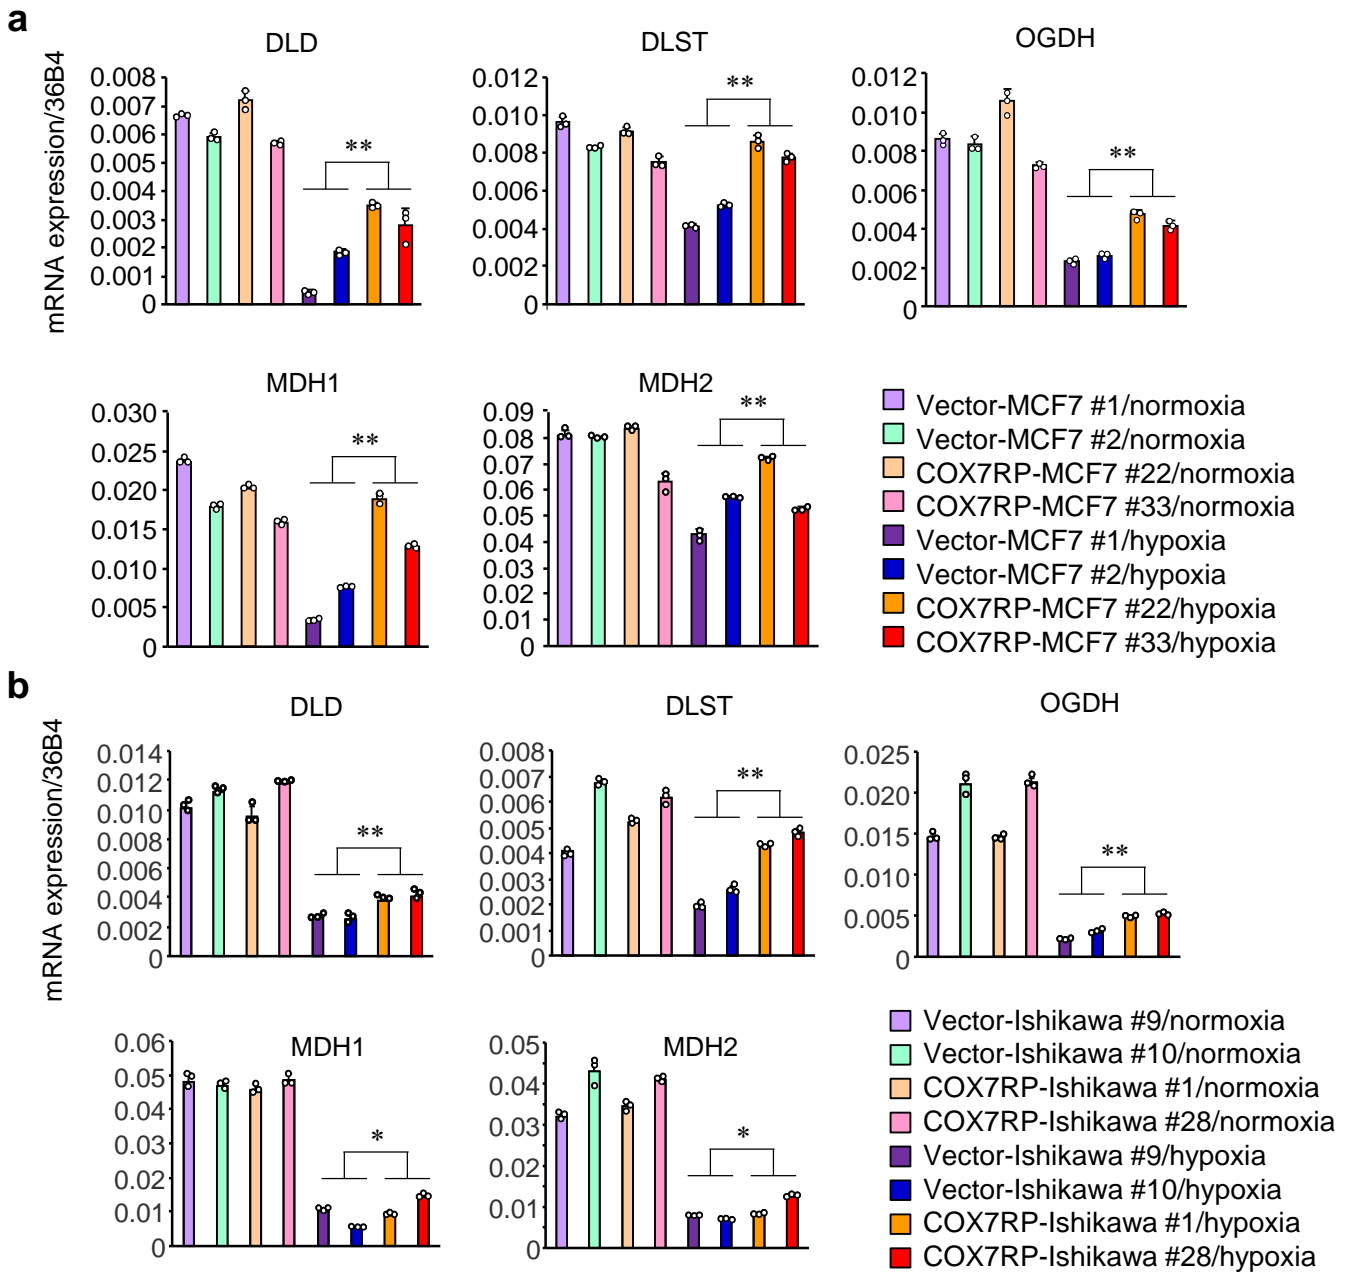 a
DLD
DLST
OGDH
mRNA expression/36B4
0.008
0.007
0.006
0.005
0.004
0.003
0.002
0.001
0
**
0.012
0.010
0.008
0.006
0.004
0.002
0
**
0.012
0.010
0.008
0.006
0.004
0.002
0
**
MDH1
MDH2
0.030
0.025
0.020
0.015
0.010
0.005
0
**
0.09
0.08
0.07
0.06
0.05
0.04
0.03
0.02
0.01
0
**
Vector-MCF7 #1/normoxia
Vector-MCF7 #2/normoxia
COX7RP-MCF7 #22/normoxia
COX7RP-MCF7 #33/normoxia
Vector-MCF7 #1/hypoxia
Vector-MCF7 #2/hypoxia
COX7RP-MCF7 #22/hypoxia
COX7RP-MCF7 #33/hypoxia
b
DLD
DLST
OGDH
mRNA expression/36B4
0.014
0.012
0.010
0.008
0.006
0.004
0.002
0
**
0.008
0.007
0.006
0.005
0.004
0.003
0.002
0.001
0
**
0.025
0.020
0.015
0.010
0.005
0
**
MDH1
MDH2
0.06
0.05
0.04
0.03
0.02
0.01
0
*
0.05
0.04
0.03
0.02
0.01
0
*
Vector-Ishikawa #9/normoxia
Vector-Ishikawa #10/normoxia
COX7RP-Ishikawa #1/normoxia
COX7RP-Ishikawa #28/normoxia
Vector-Ishikawa #9/hypoxia
Vector-Ishikawa #10/hypoxia
COX7RP-Ishikawa #1/hypoxia
COX7RP-Ishikawa #28/hypoxia